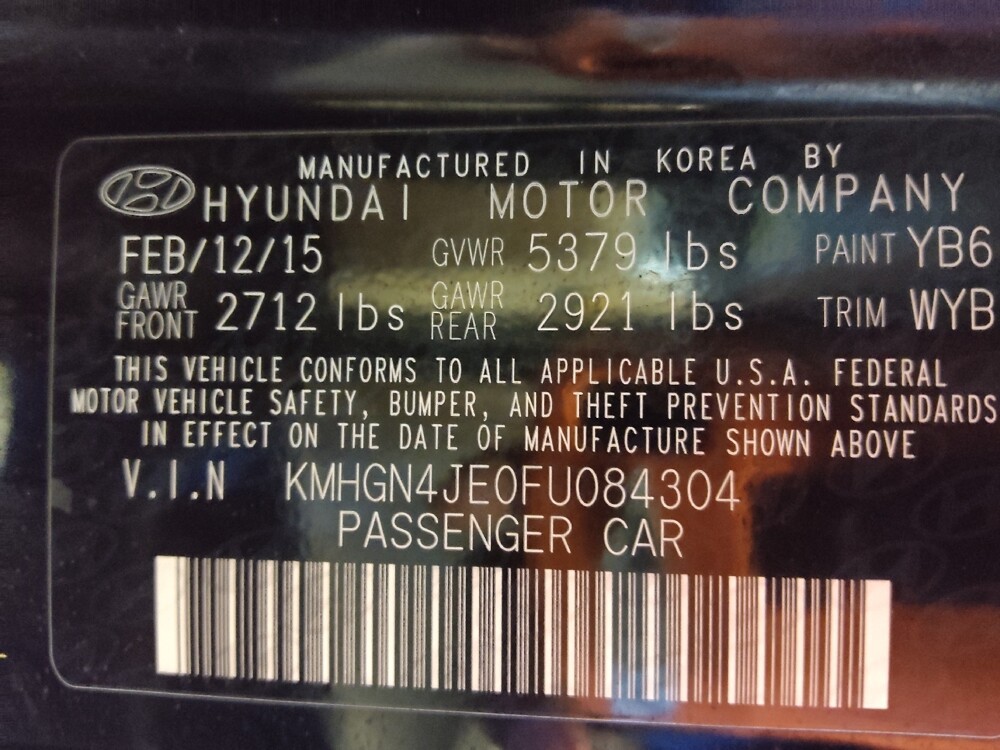 MANUFACTURED IN KOREA BY
HYUNDAI MOTOR COMPANY
FEB/12/15 GVWR 5379 lbs PAINT YB6
GAWR FRONT 2712 lbs GAWR REAR 2921 lbs TRIM WYB
THIS VEHICLE CONFORMS TO ALL APPLICABLE U.S.A. FEDERAL
MOTOR VEHICLE SAFETY, BUMPER, AND THEFT PREVENTION STANDARDS
IN EFFECT ON THE DATE OF MANUFACTURE SHOWN ABOVE
V.I.N KMHGN4JE0FU084304
PASSENGER CAR